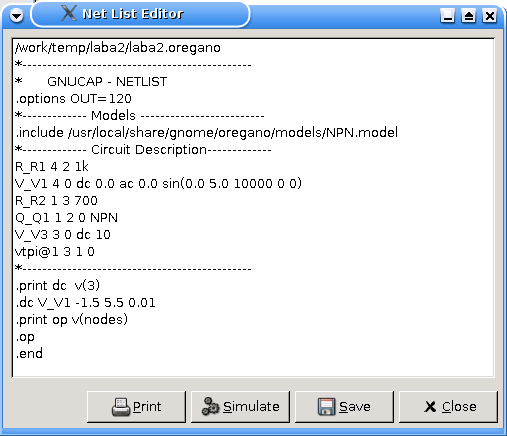 Net List Editor
/work/temp/laba2/laba2.oregano
*------------------------------------------
* GNUCAP - NETLIST
.options OUT=120
*------------- Models -------------------------
.include /usr/local/share/gnome/oregano/models/NPN.model
*------------- Circuit Description-------------
R_R1 4 2 1k
V_V1 4 0 dc 0.0 ac 0.0 sin(0.0 5.0 10000 0 0)
R_R2 1 3 700
Q_Q1 1 2 0 NPN
V_V3 3 0 dc 10
vtpi@1 3 1 0
*------------------------------------------
.print dc  v(3)
.dc V_V1 -1.5 5.5 0.01
.print op v(nodes)
.op
.end
Print Simulate Save Close